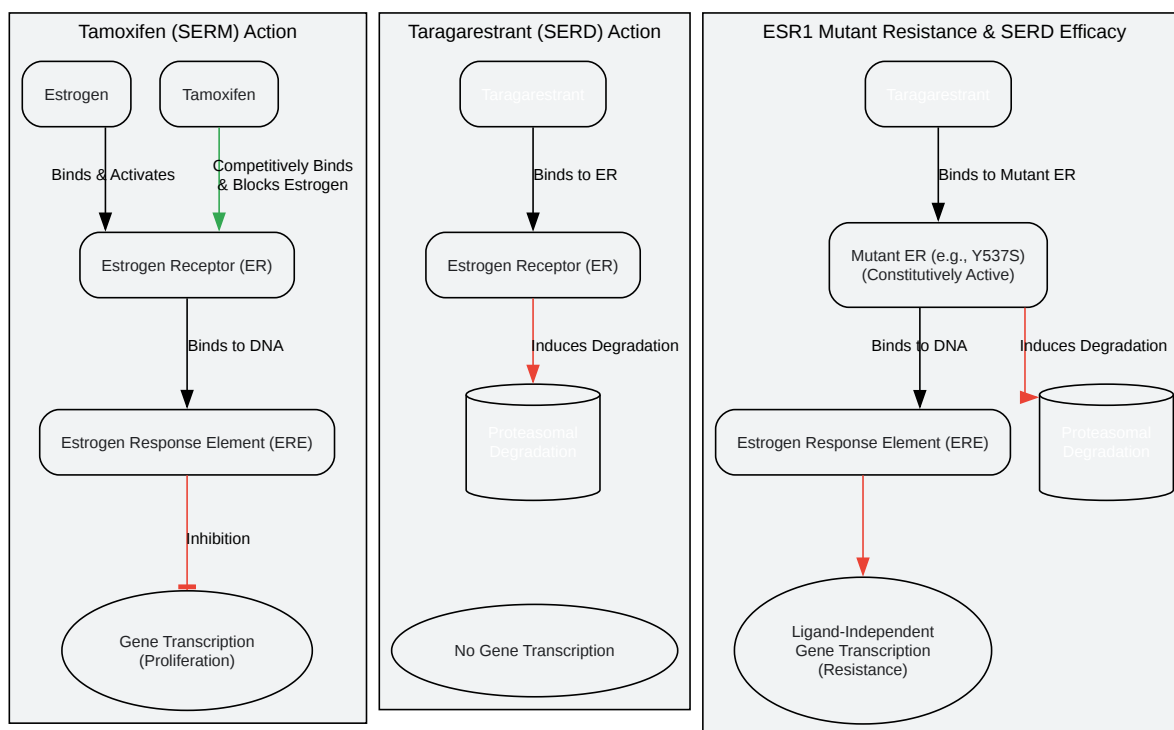 Tamoxifen (SERM) Action
Estrogen
Tamoxifen
Binds & Activates
Competitively Binds
& Blocks Estrogen
Estrogen Receptor (ER)
Binds to DNA
Estrogen Response Element (ERE)
Inhibition
Gene Transcription
(Proliferation)
Taragarestrant (SERD) Action
Taragarestrant
Binds to ER
Estrogen Receptor (ER)
Induces Degradation
Proteasomal
Degradation
No Gene Transcription
ESR1 Mutant Resistance & SERD Efficacy
Taragarestrant
Binds to Mutant ER
Mutant ER (e.g., Y537S)
(Constitutively Active)
Binds to DNA
Induces Degradation
Estrogen Response Element (ERE)
Proteasomal
Degradation
Ligand-Independent
Gene Transcription
(Resistance)